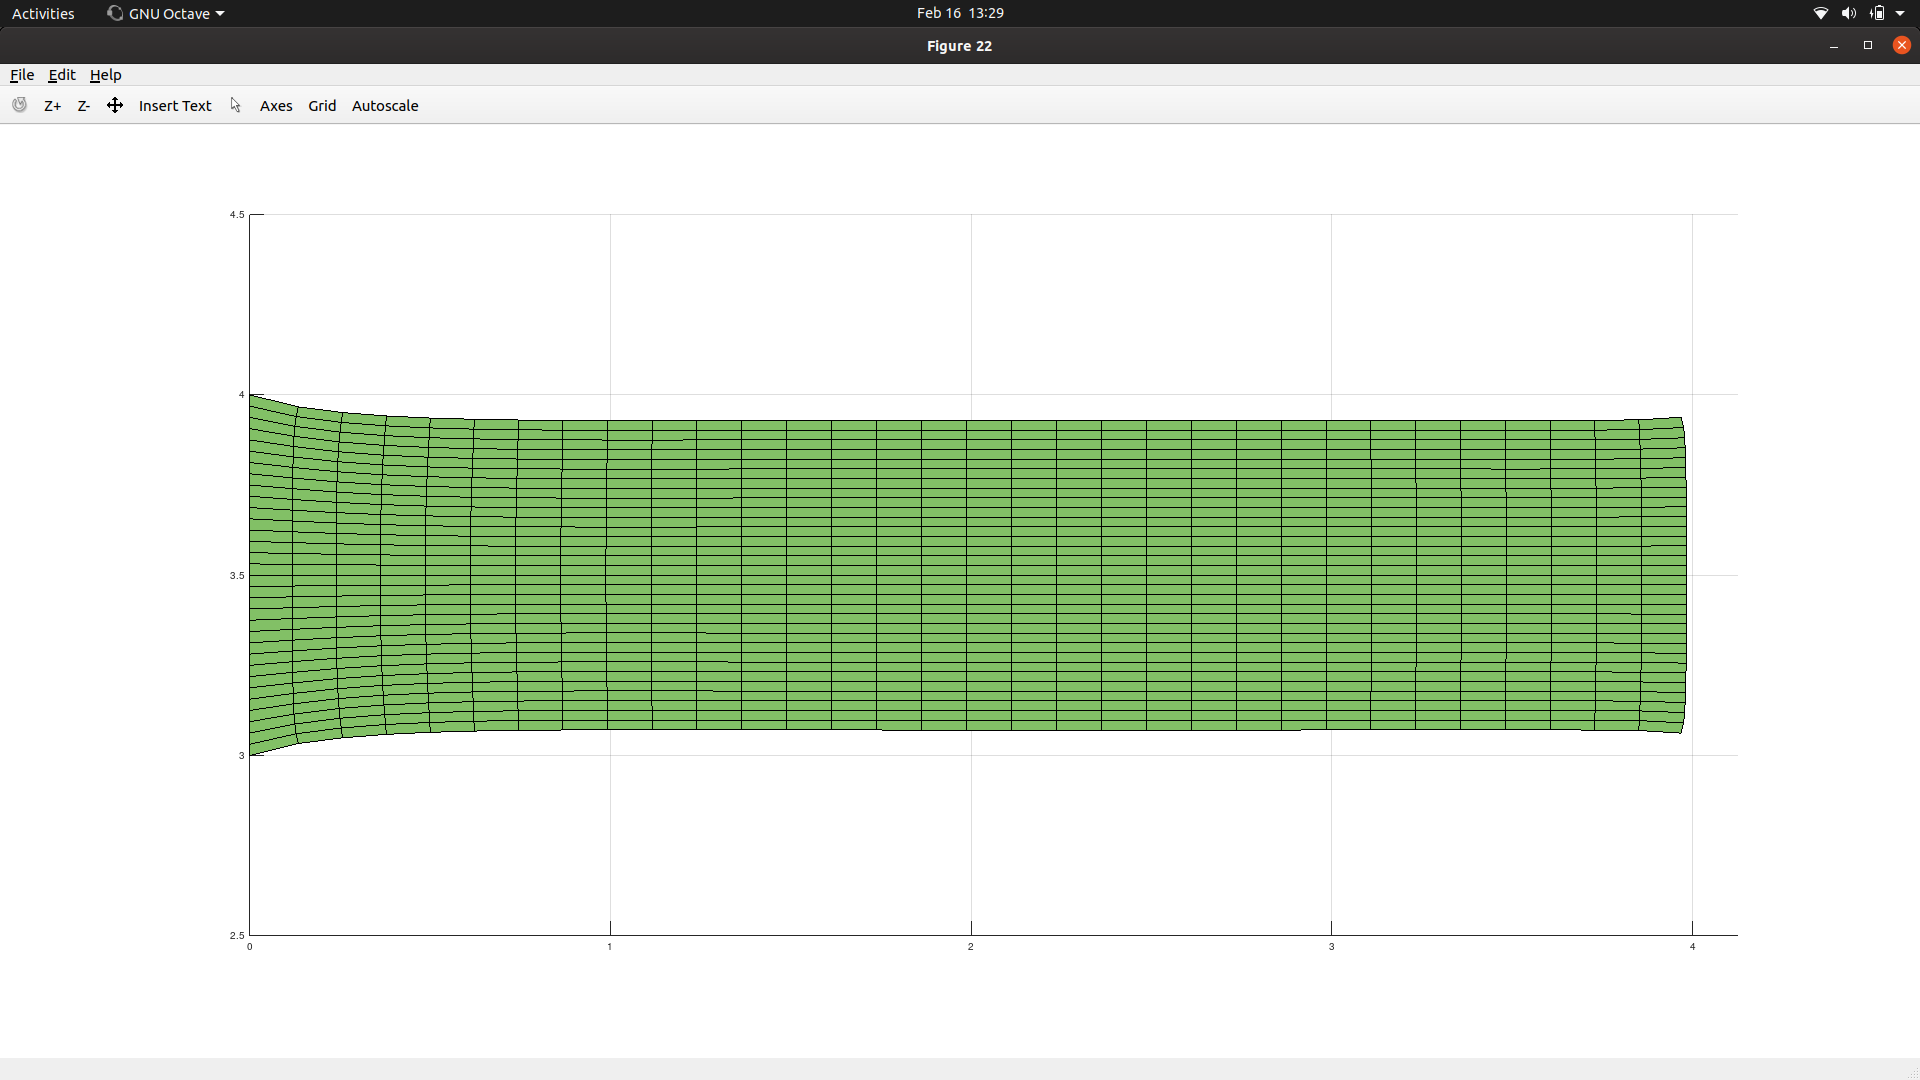 Activities GNU Octave Feb 16 13:29
Figure 22
File Edit Help
Z+ Z- Insert Text Axes Grid Autoscale
4.5
4
3.5
3
2.5
0 1 2 3 4